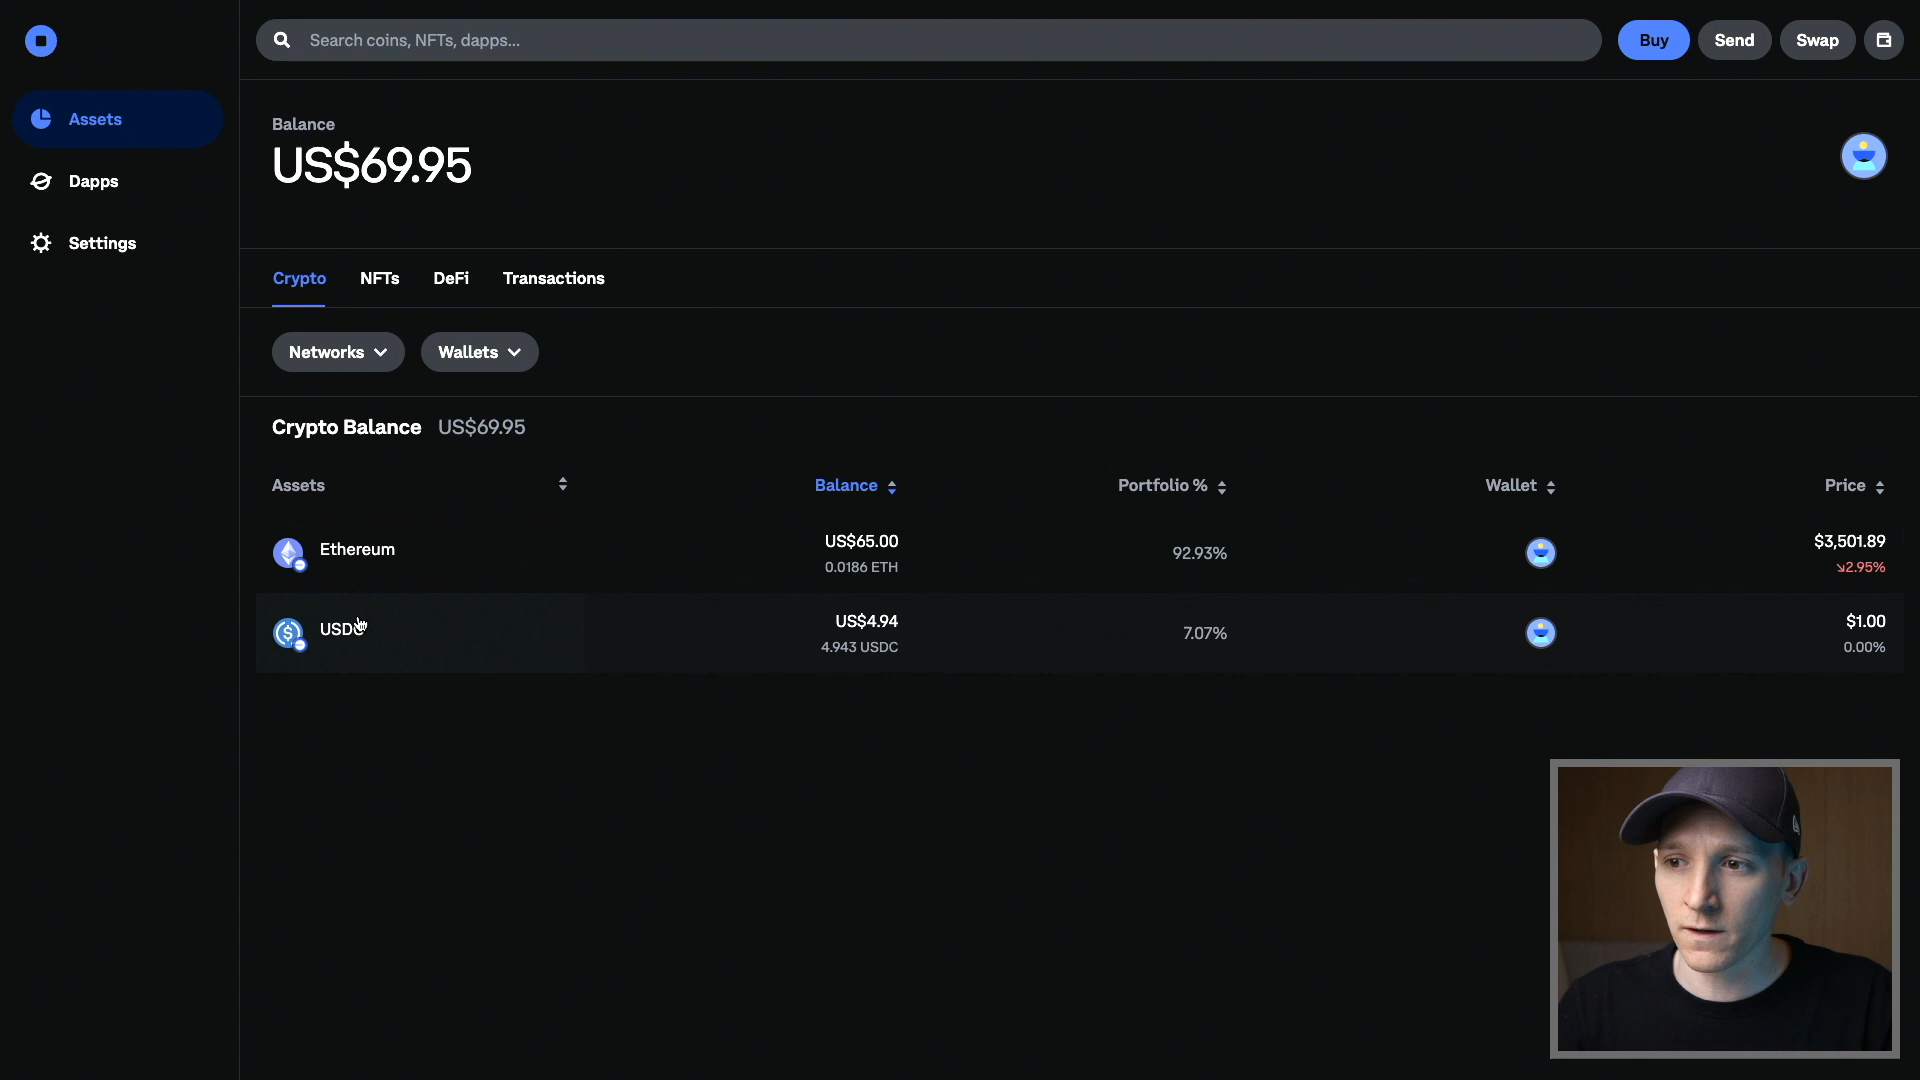 Search coins, NFTs, dapps...
Buy
Send
Swap
Assets
Dapps
Settings
Balance
US$69.95
Crypto
NFTs
DeFi
Transactions
Networks
Wallets
Crypto Balance US$69.95
Assets
Balance
Portfolio %
Wallet
Price
Ethereum
US$65.00
0.0186 ETH
92.93%
$3,501.89
↘2.95%
USDC
US$4.94
4.943 USDC
7.07%
$1.00
0.00%